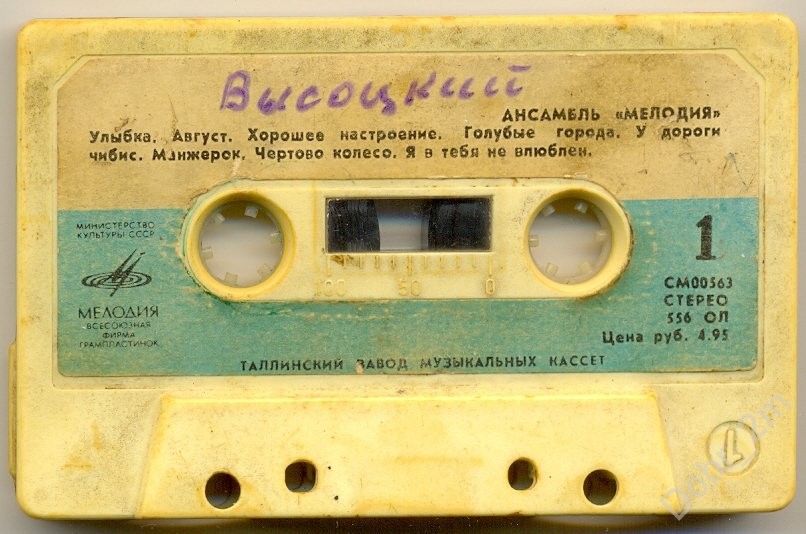 Высоцкий
АНСАМБЛЬ «МЕЛОДИЯ»
Улыбка. Август. Хорошее настроение. Голубые города. У дороги
чибис. Манжерок. Чертово колесо. Я в тебя не влюблен.
МИНИСТЕРСТВО
КУЛЬТУРЫ СССР
МЕЛОДИЯ
ВСЕСОЮЗНАЯ
ФИРМА
ГРАМПЛАСТИНОК
100 50 0
1
СМ00563
СТЕРЕО
556 ОЛ
Цена руб. 4.95
ТАЛЛИНСКИЙ ЗАВОД МУЗЫКАЛЬНЫХ КАССЕТ